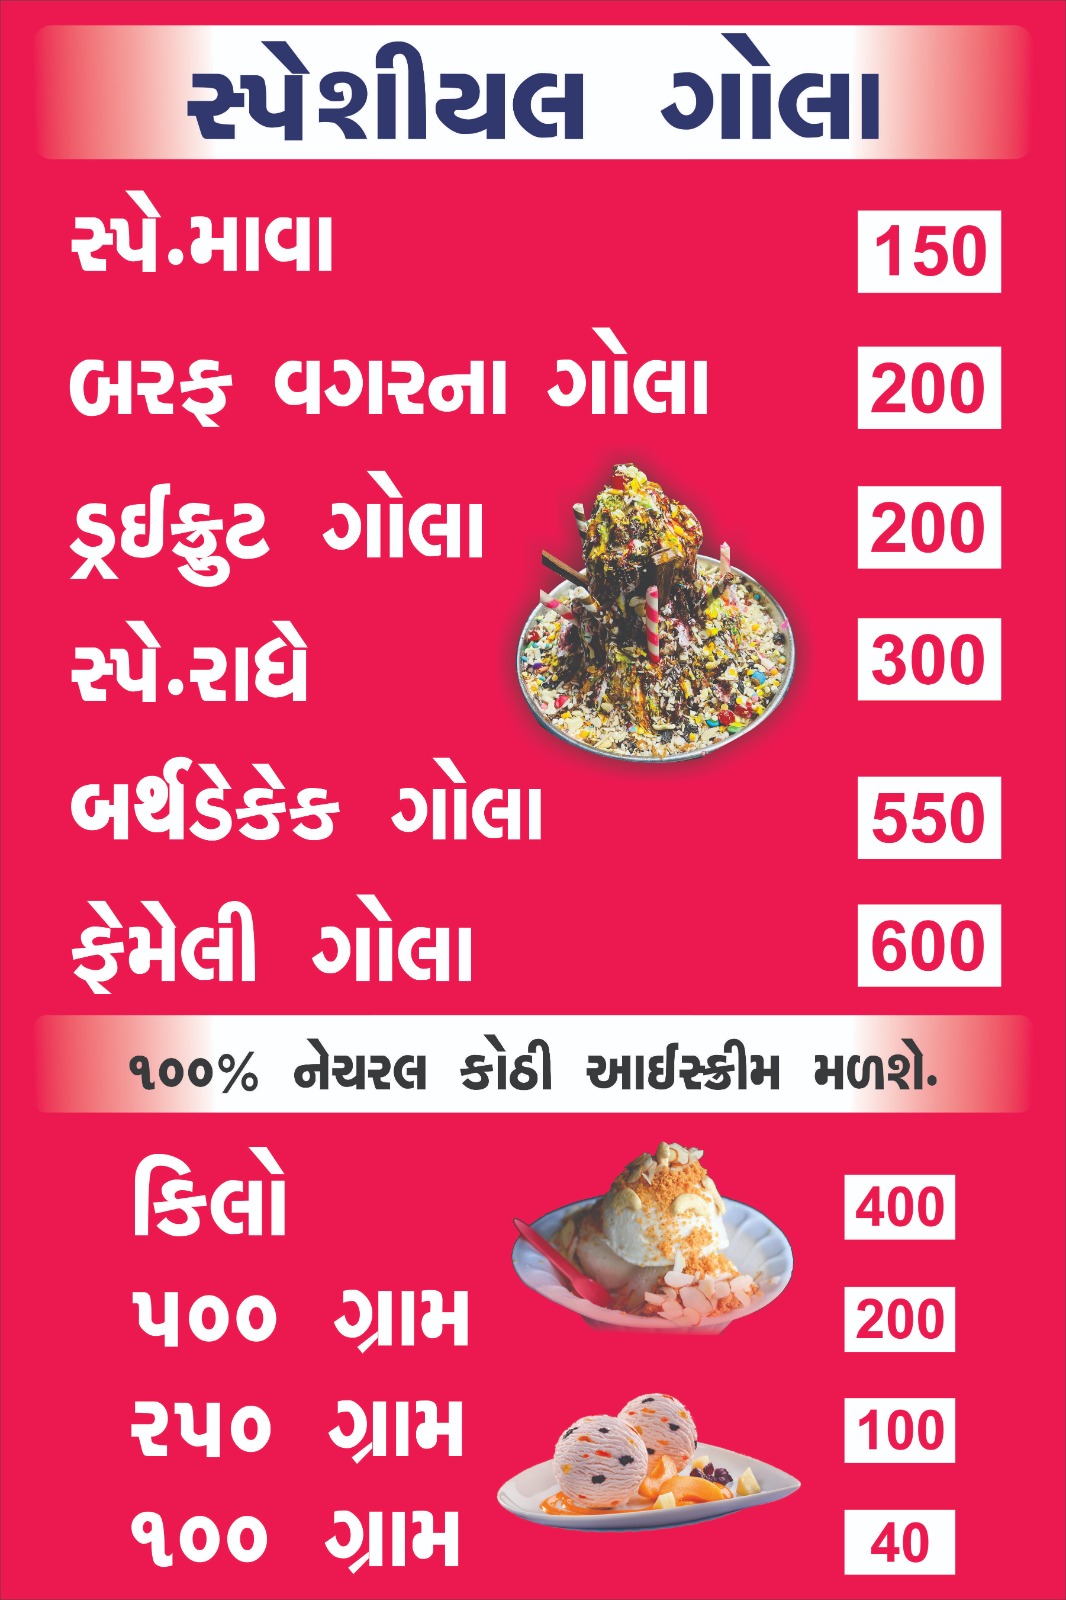 સ્પેશીયલ ગોલા
સ્પે.માવા 150
બરફ વગરના ગોલા 200
ડ્રઈફ્રુટ ગોલા 200
સ્પે.રાધે 300
બર્થડેકેક ગોલા 550
ફેમેલી ગોલા 600
૧૦૦% નેચરલ કોઠી આઈસ્ક્રીમ મળશે.
કિલો 400
૫૦૦ ગ્રામ 200
૨૫૦ ગ્રામ 100
૧૦૦ ગ્રામ 40